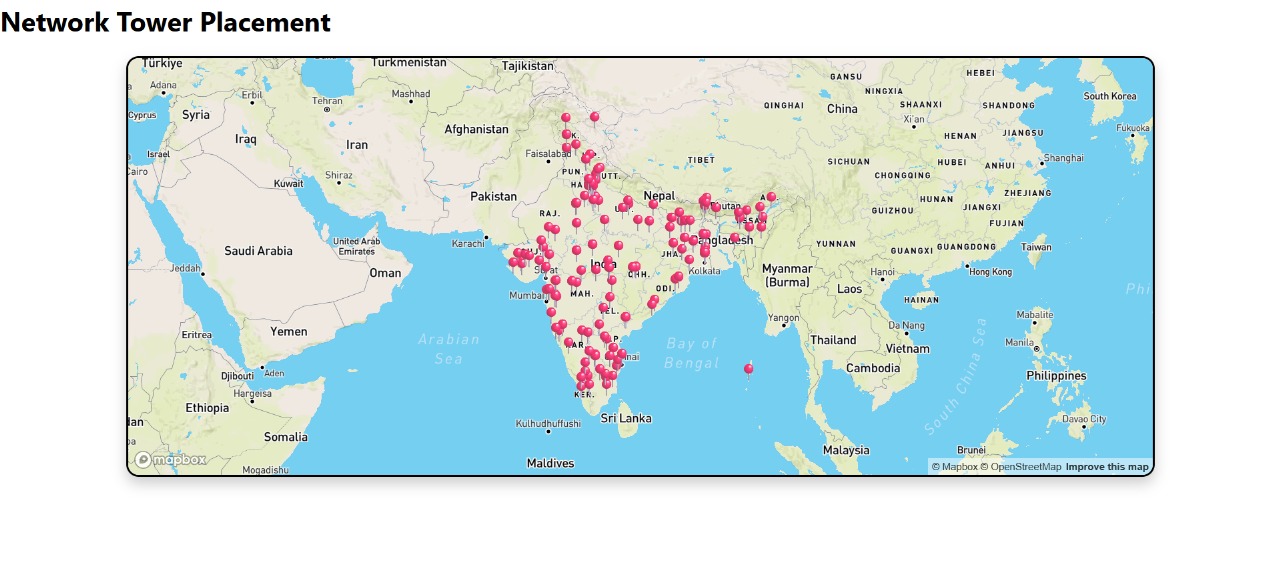 Network Tower Placement
Türkiye
Turkmenistan
Tajikistan
HEBEI
GANSU
Adana
Erbil
Tehran
Mashhad
NINGXIA
South Korea
Cyprus
Syria
QINGHAI
China
SHAANXI
SHANDONG
Xi'an
Afghanistan
Fukuoka
Iraq
Iran
HENAN
JIANGSU
Israel
Faisalabad
TIBET
SICHUAN
HUBEI
ANHUI
Shanghai
Cairo
Shiraz
PUN.
UTT.
CHONGQING
Kuwait
Pakistan
Nepal
ZHEJIANG
HUNAN
JIANGXI
RAJ.
GUIZHOU
FUJIAN
United Arab
Emirates
Karachi
Bangladesh
YUNNAN
GUANGXI
GUANGDONG
Taiwan
Saudi Arabia
JHA.
Jeddah
Oman
Surat
India
CHH.
Kolkata
Myanmar
(Burma)
Hanoi
Hong Kong
Laos
Mumbai
MAH.
ODI.
HAINAN
Phi
Eritrea
Yemen
TEL.
Yangon
Mabalite
Arabian
Sea
Bay of
Bengal
Thailand
Da Nang
Vietnam
Manila
South China Sea
Djibouti
Aden
Cambodia
Philippines
Hargeisa
KER.
Ethiopia
Kulhudhuffushi
Sri Lanka
Davao City
Somalia
Malaysia
Brunei
mapbox
Maldives
Mogadishu
© Mapbox © OpenStreetMap Improve this map